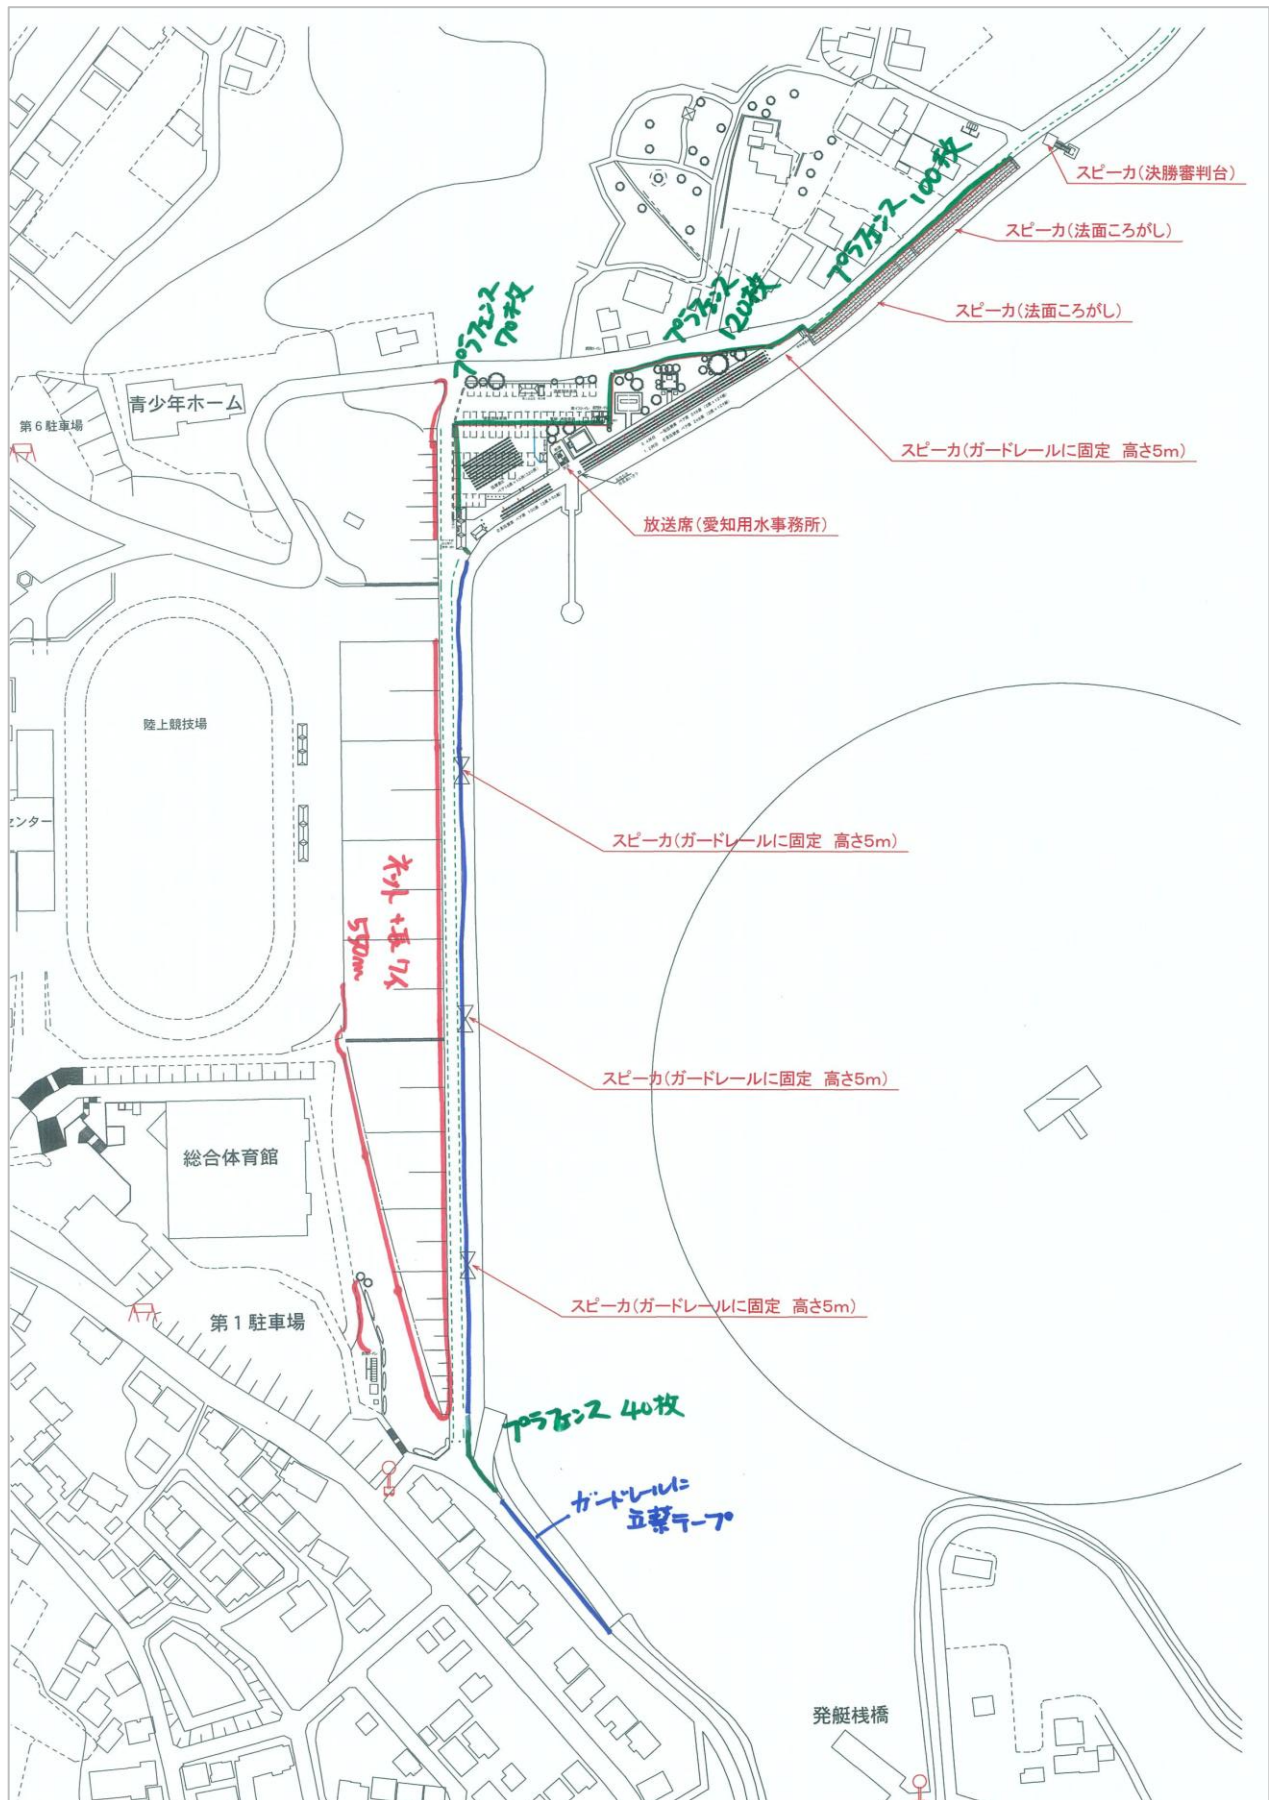 スピーカ(決勝審判台)
プラフェンス 100枚
スピーカ(法面ころがし)
プラフェンス
70枚
プラフェンス
120枚
スピーカ(法面ころがし)
青少年ホーム
第6駐車場
スピーカ(ガードレールに固定 高さ5m)
放送席(愛知用水事務所)
陸上競技場
センター
スピーカ(ガードレールに固定 高さ5m)
ネット
スピーカ(ガードレールに固定 高さ5m)
総合体育館
スピーカ(ガードレールに固定 高さ5m)
第1駐車場
プラフェンス 40枚
ガードレールに
テープ
発艇桟橋